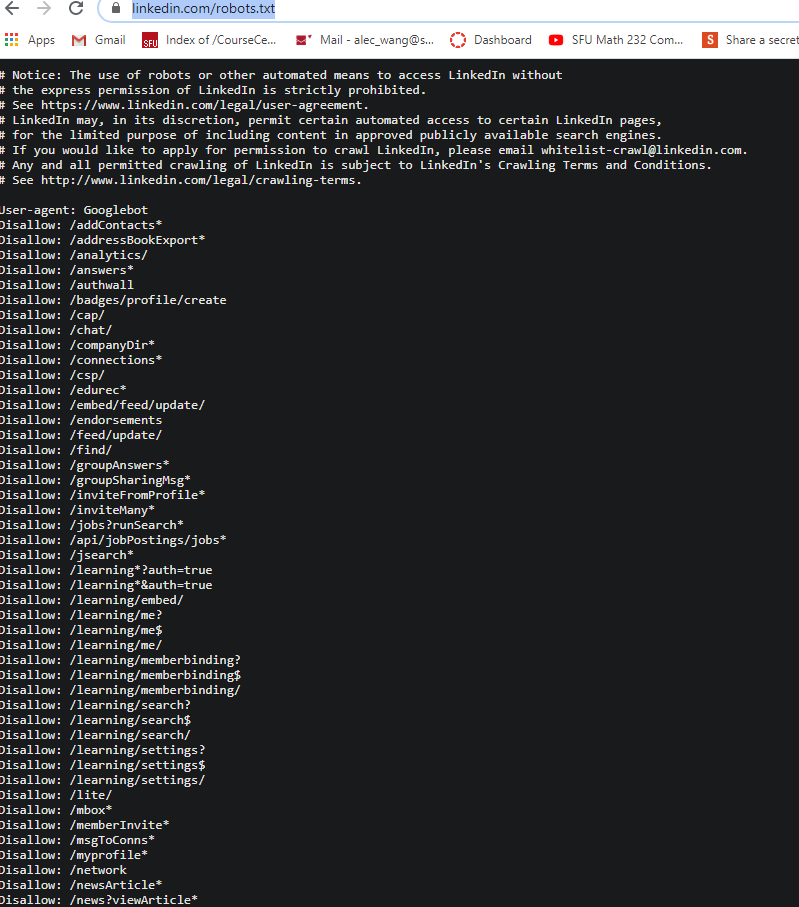 linkedin.com/robots.txt
Apps Gmail SFU Index of /CourseCe... Mail - alec_wang@s... Dashboard SFU Math 232 Com... S Share a secret
# Notice: The use of robots or other automated means to access LinkedIn without
# the express permission of LinkedIn is strictly prohibited.
# See https://www.linkedin.com/legal/user-agreement.
# LinkedIn may, in its discretion, permit certain automated access to certain LinkedIn pages,
# for the limited purpose of including content in approved publicly available search engines.
# If you would like to apply for permission to crawl LinkedIn, please email whitelist-crawl@linkedin.com.
# Any and all permitted crawling of LinkedIn is subject to LinkedIn's Crawling Terms and Conditions.
# See http://www.linkedin.com/legal/crawling-terms.
User-agent: Googlebot
Disallow: /addContacts*
Disallow: /addressBookExport*
Disallow: /analytics/
Disallow: /answers*
Disallow: /authwall
Disallow: /badges/profile/create
Disallow: /cap/
Disallow: /chat/
Disallow: /companyDir*
Disallow: /connections*
Disallow: /csp/
Disallow: /edurec*
Disallow: /embed/feed/update/
Disallow: /endorsements
Disallow: /feed/update/
Disallow: /find/
Disallow: /groupAnswers*
Disallow: /groupSharingMsg*
Disallow: /inviteFromProfile*
Disallow: /inviteMany*
Disallow: /jobs?runSearch*
Disallow: /api/jobPostings/jobs*
Disallow: /jsearch*
Disallow: /learning*?auth=true
Disallow: /learning*&auth=true
Disallow: /learning/embed/
Disallow: /learning/me?
Disallow: /learning/me$
Disallow: /learning/me/
Disallow: /learning/memberbinding?
Disallow: /learning/memberbinding$
Disallow: /learning/memberbinding/
Disallow: /learning/search?
Disallow: /learning/search$
Disallow: /learning/search/
Disallow: /learning/settings?
Disallow: /learning/settings$
Disallow: /learning/settings/
Disallow: /lite/
Disallow: /mbox*
Disallow: /memberInvite*
Disallow: /msgToConns*
Disallow: /myprofile*
Disallow: /network
Disallow: /newsArticle*
Disallow: /news?viewArticle*